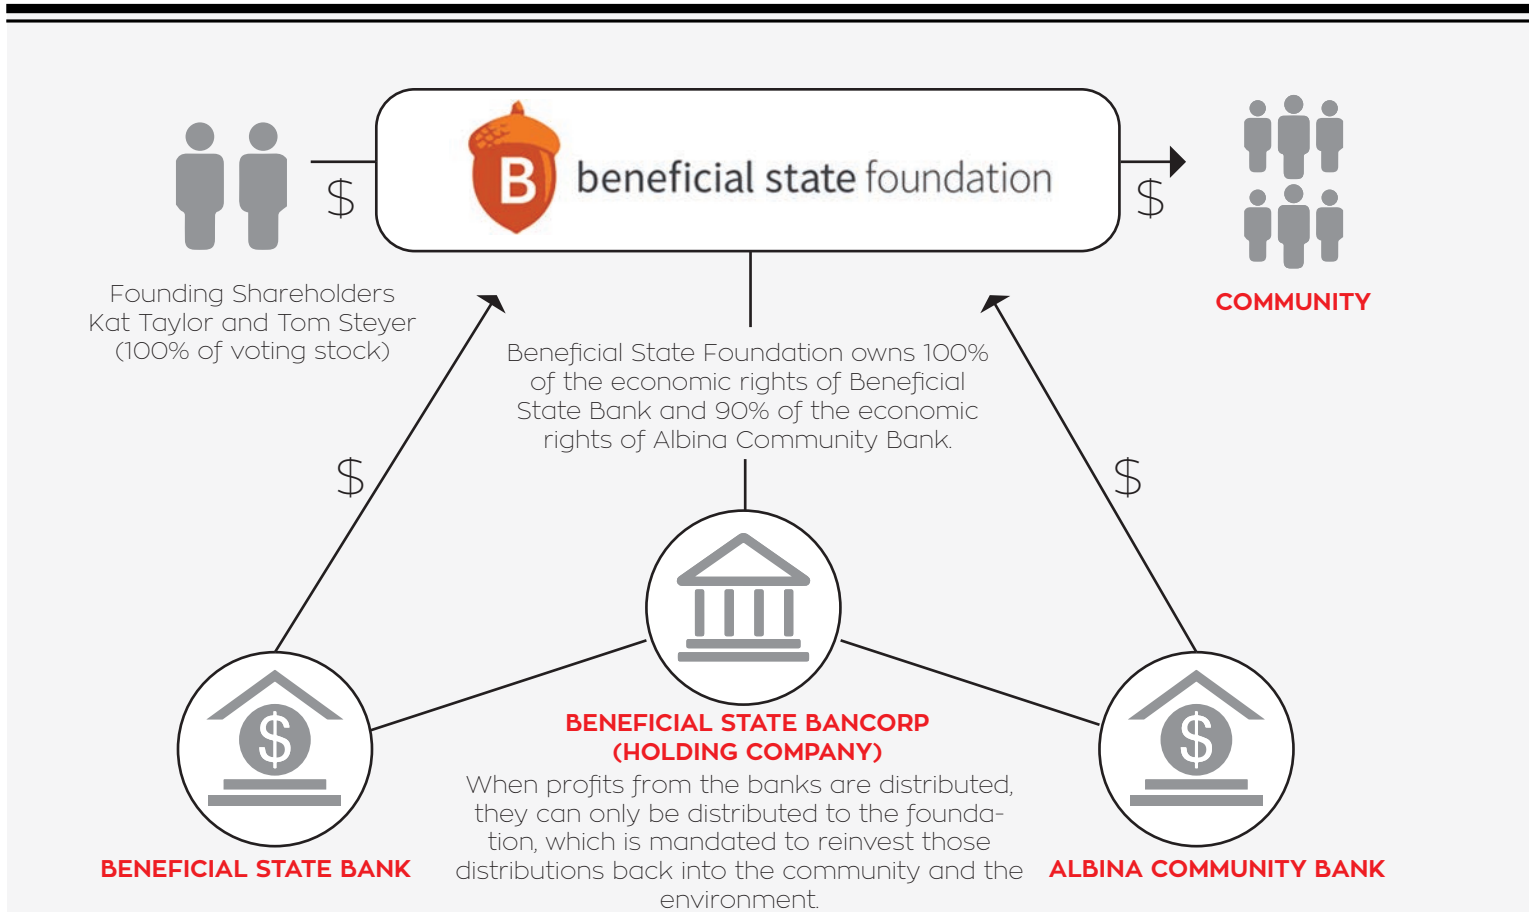 B
beneficial state foundation
$
$
Founding Shareholders
Kat Taylor and Tom Steyer
(100% of voting stock)
COMMUNITY
Beneficial State Foundation owns 100%
of the economic rights of Beneficial
State Bank and 90% of the economic
rights of Albina Community Bank.
$
$
BENEFICIAL STATE BANCORP
(HOLDING COMPANY)
When profits from the banks are distributed,
they can only be distributed to the founda-
tion, which is mandated to reinvest those
distributions back into the community and the
environment.
$
BENEFICIAL STATE BANK
$
ALBINA COMMUNITY BANK